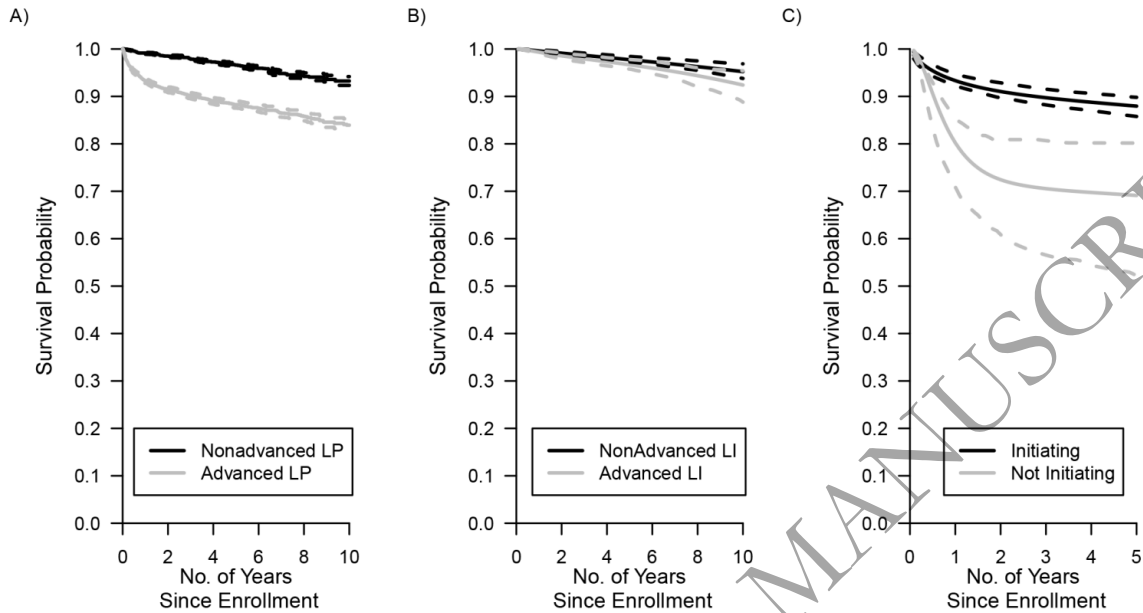 A)
1.0
0.9
0.8
0.7
0.6
0.5
0.4
0.3
0.2
0.1
0.0
Survival Probability
Nonadvanced LP
Advanced LP
0 2 4 6 8 10
No. of Years
Since Enrollment
B)
1.0
0.9
0.8
0.7
0.6
0.5
0.4
0.3
0.2
0.1
0.0
Survival Probability
NonAdvanced LI
Advanced LI
0 2 4 6 8 10
No. of Years
Since Enrollment
C)
1.0
0.9
0.8
0.7
0.6
0.5
0.4
0.3
0.2
0.1
0.0
Survival Probability
Initiating
Not Initiating
0 1 2 3 4 5
No. of Years
Since Enrollment
MANUSCR